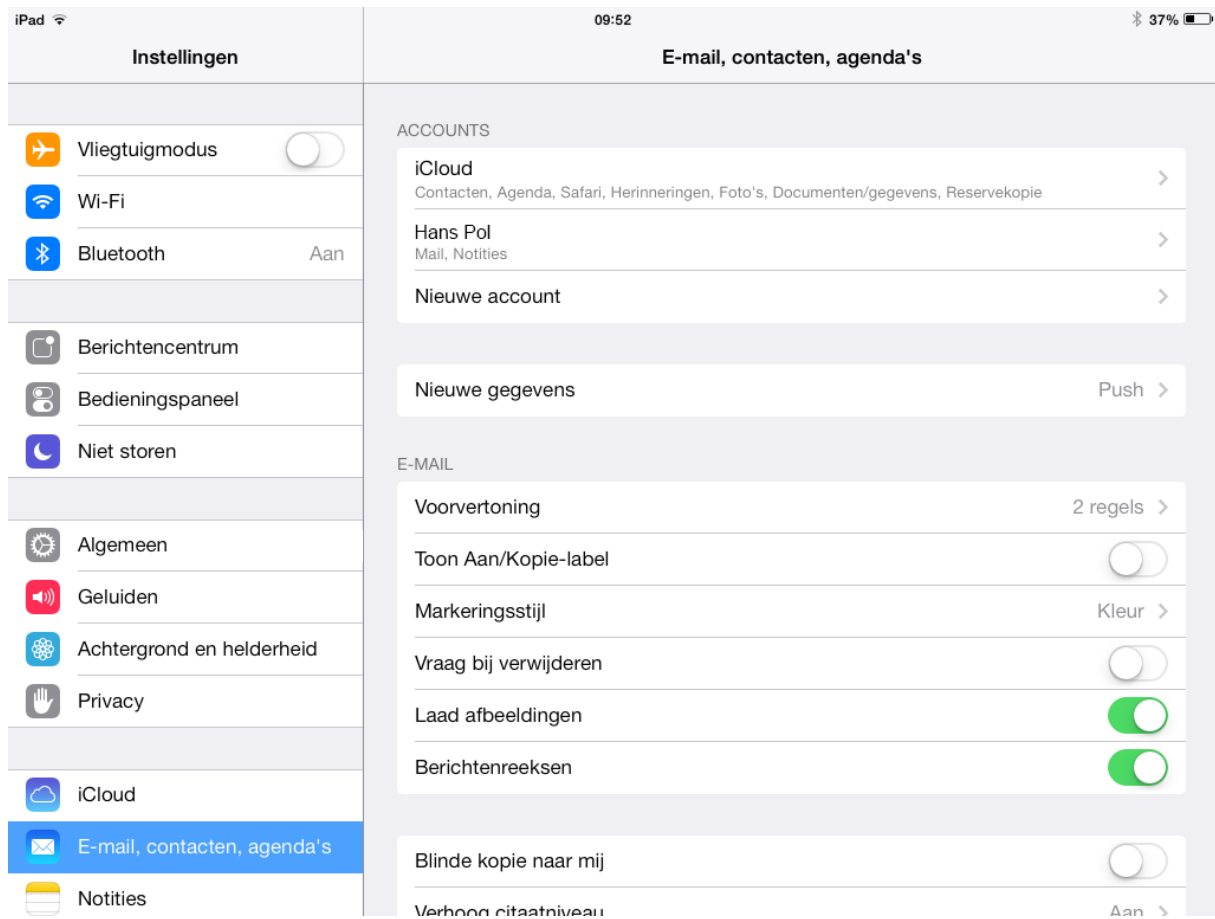 iPad 09:52 37%
Instellingen
E-mail, contacten, agenda's
Vliegtuigmodus
Wi-Fi
Bluetooth Aan
Berichtencentrum
Bedieningspaneel
Niet storen
Algemeen
Geluiden
Achtergrond en helderheid
Privacy
iCloud
E-mail, contacten, agenda's
Notities
ACCOUNTS
iCloud
Contacten, Agenda, Safari, Herinneringen, Foto's, Documenten/gegevens, Reservekopie
Hans Pol
Mail, Notities
Nieuwe account
Nieuwe gegevens Push
E-MAIL
Voorvertoning 2 regels
Toon Aan/Kopie-label
Markeringsstijl Kleur
Vraag bij verwijderen
Laad afbeeldingen
Berichtenreeksen
Blinde kopie naar mij
Verhoog citaatniveau Aan